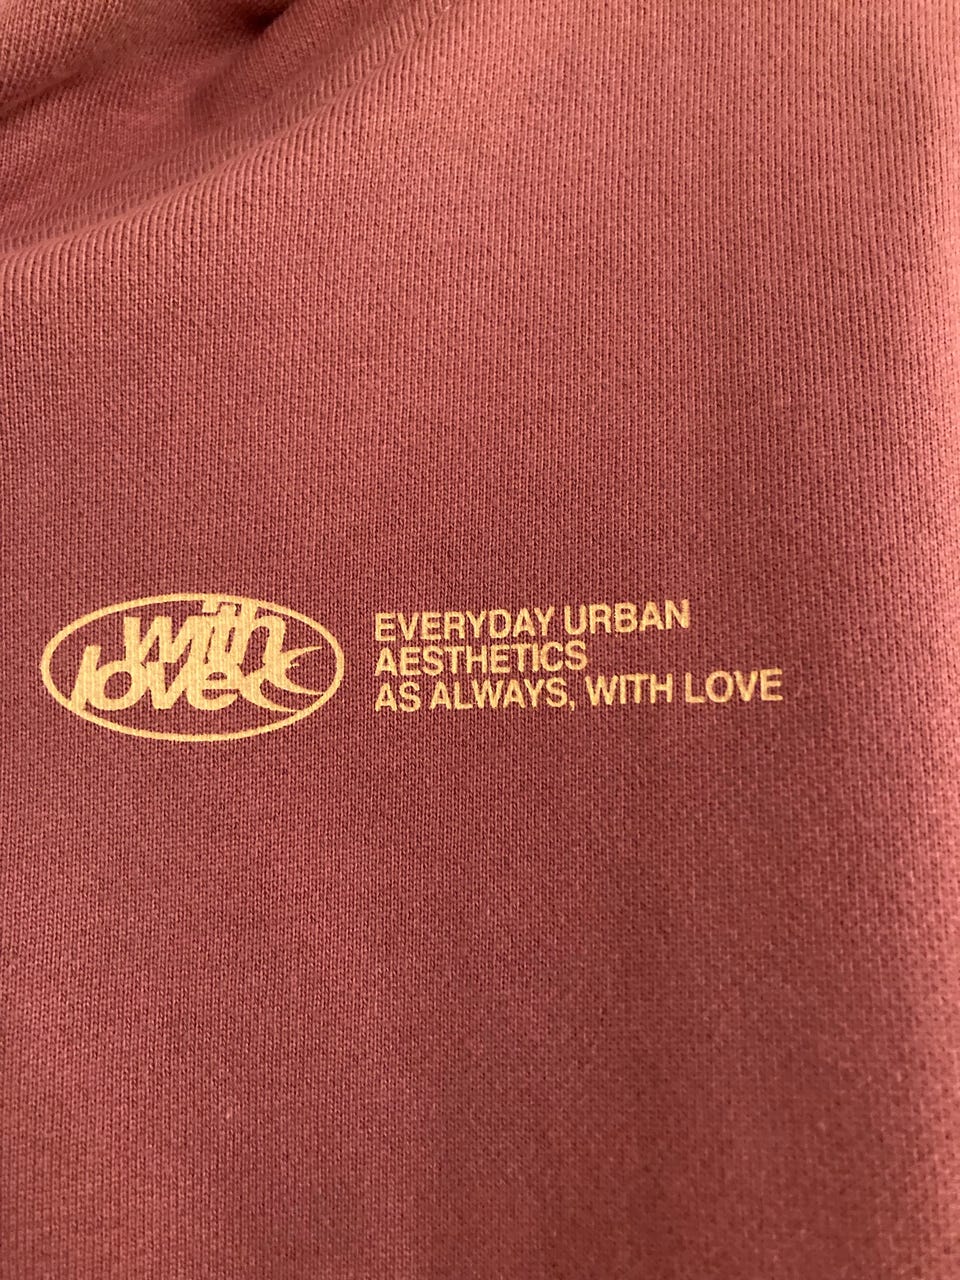 with
love
EVERYDAY URBAN
AESTHETICS
AS ALWAYS, WITH LOVE